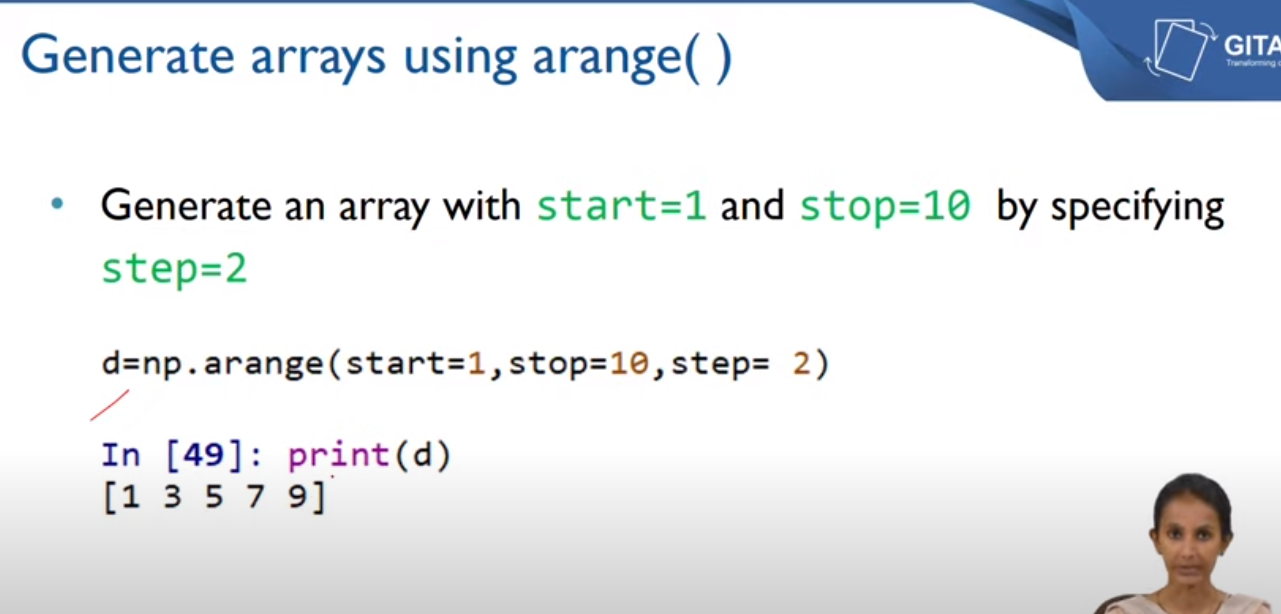 Generate arrays using arange( )
GITA
• Generate an array with start=1 and stop=10 by specifying
step=2
d=np.arange(start=1,stop=10,step= 2)
In [49]: print(d)
[1 3 5 7 9]